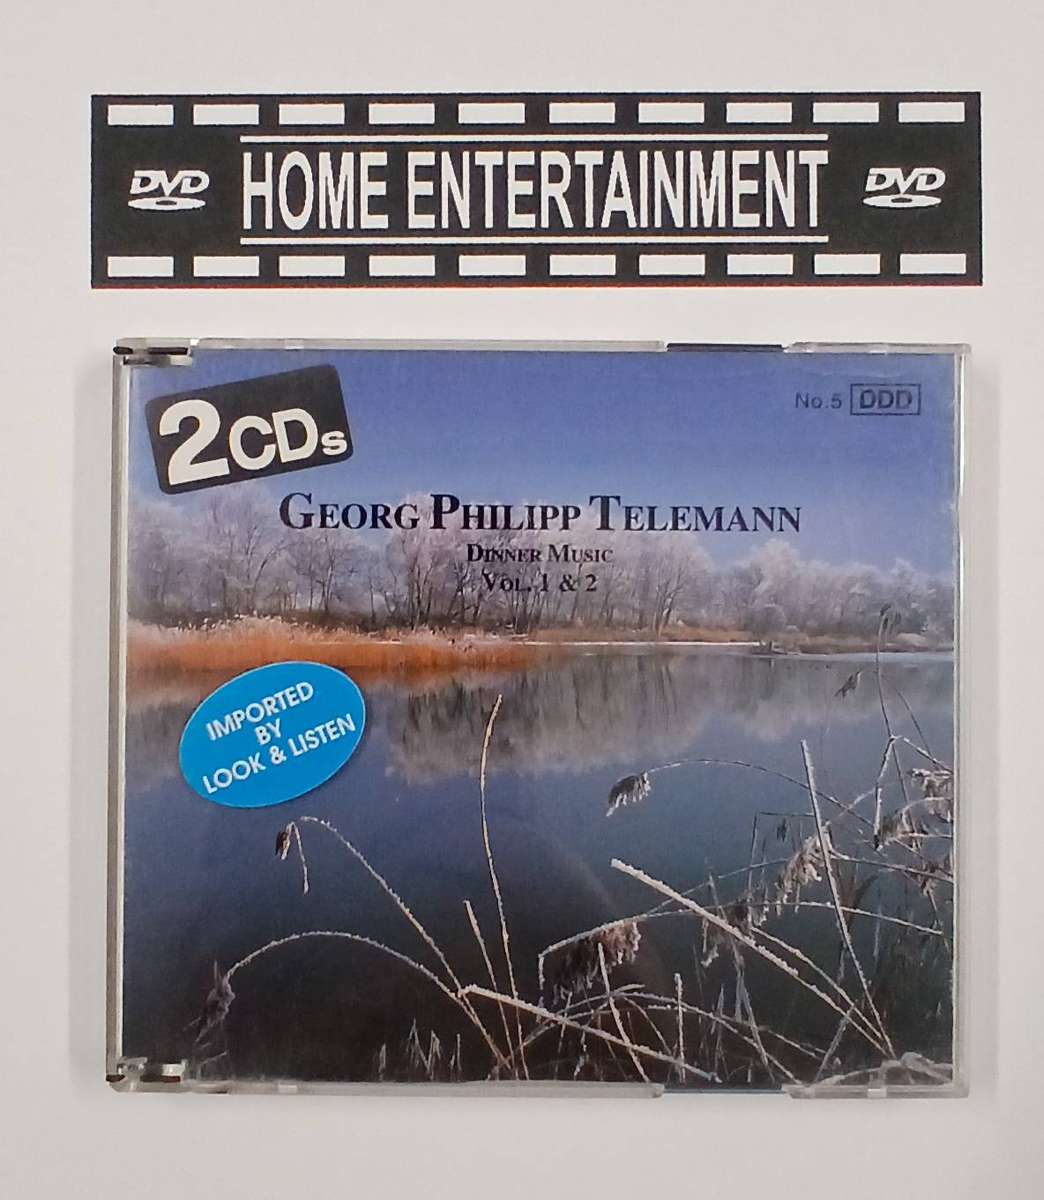 DVD
HOME ENTERTAINMENT
DVD
2CDs
No.5 DDD
GEORG PHILIPP TELEMANN
DINNER MUSIC
VOL. 1 & 2
IMPORTED
BY
LOOK & LISTEN